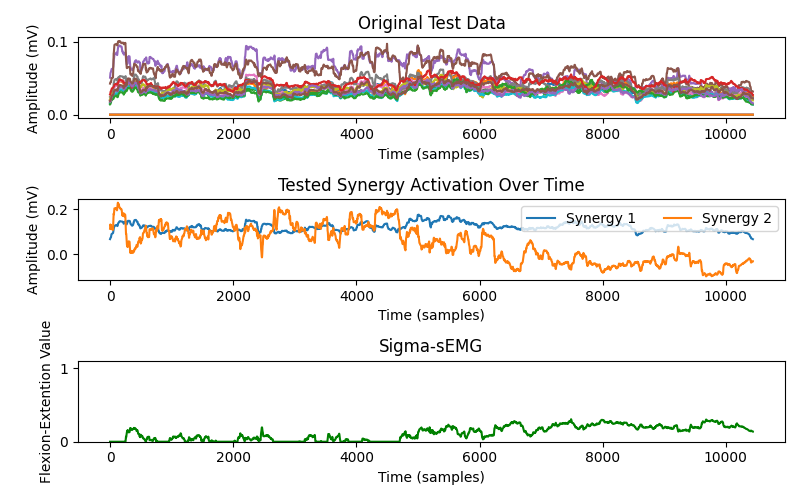 Original Test Data
Amplitude (mV)
0.1
0.0
0 2000 4000 6000 8000 10000
Time (samples)
Tested Synergy Activation Over Time
Amplitude (mV)
0.2
0.0
Synergy 1 Synergy 2
0 2000 4000 6000 8000 10000
Time (samples)
Sigma-sEMG
Flexion-Extention Value
1
0
0 2000 4000 6000 8000 10000
Time (samples)